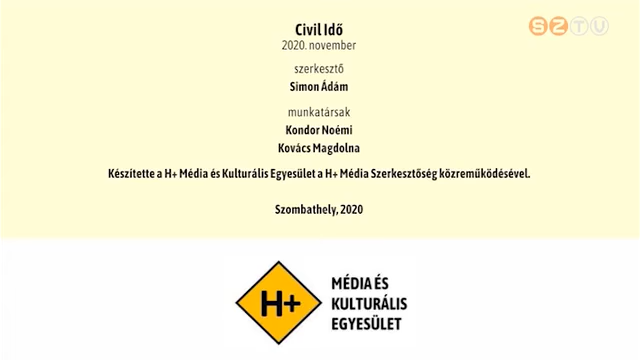 SZTV
Civil Idő
2020. november
szerkesztő
Simon Ádám
munkatársak
Kondor Noémi
Kovács Magdolna
Készítette a H+ Média és Kulturális Egyesület a H+ Média Szerkesztőség közreműködésével.
Szombathely, 2020
H+
MÉDIA ÉS
KULTURÁLIS
EGYESÜLET